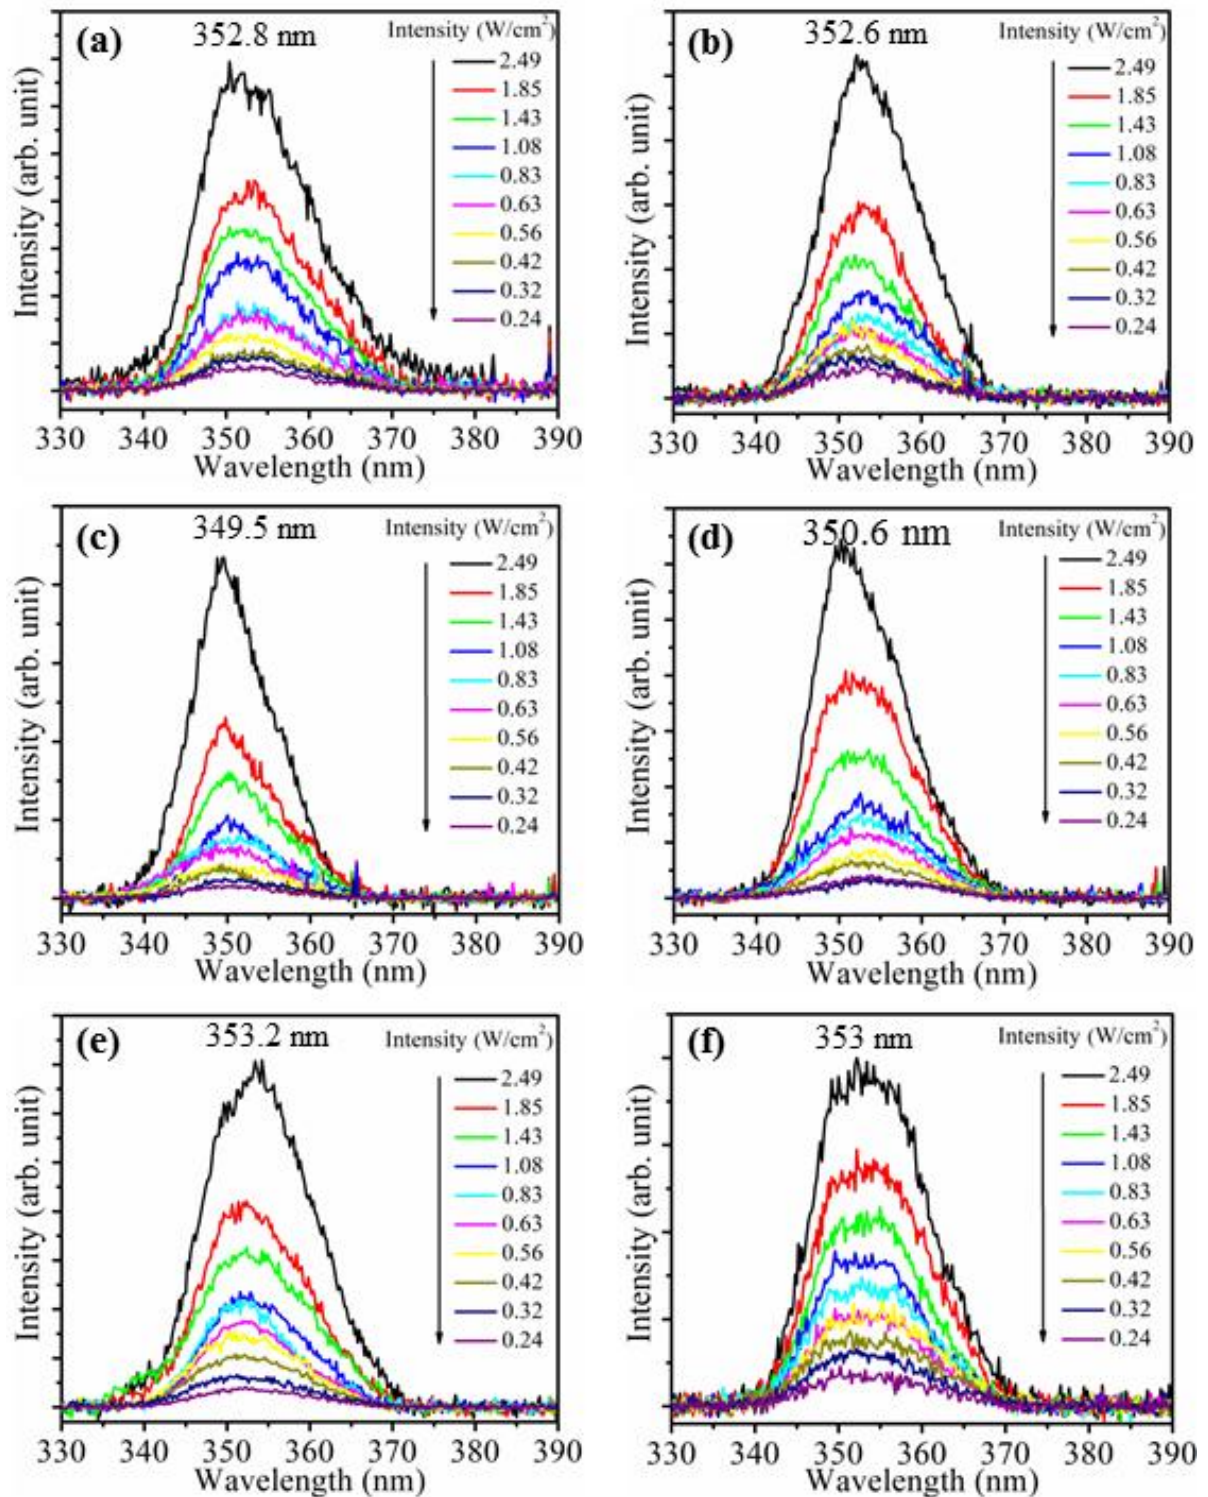 (a) 352.8 nm Intensity (W/cm²)
2.49
1.85
1.43
1.08
0.83
0.63
0.56
0.42
0.32
0.24
Intensity (arb. unit)
330 340 350 360 370 380 390
Wavelength (nm)
(b) 352.6 nm Intensity (W/cm²)
2.49
1.85
1.43
1.08
0.83
0.63
0.56
0.42
0.32
0.24
Intensity (arb. unit)
330 340 350 360 370 380 390
Wavelength (nm)
(c) 349.5 nm Intensity (W/cm²)
2.49
1.85
1.43
1.08
0.83
0.63
0.56
0.42
0.32
0.24
Intensity (arb. unit)
330 340 350 360 370 380 390
Wavelength (nm)
(d) 350.6 nm Intensity (W/cm²)
2.49
1.85
1.43
1.08
0.83
0.63
0.56
0.42
0.32
0.24
Intensity (arb. unit)
330 340 350 360 370 380 390
Wavelength (nm)
(e) 353.2 nm Intensity (W/cm²)
2.49
1.85
1.43
1.08
0.83
0.63
0.56
0.42
0.32
0.24
Intensity (arb. unit)
330 340 350 360 370 380 390
Wavelength (nm)
(f) 353 nm Intensity (W/cm²)
2.49
1.85
1.43
1.08
0.83
0.63
0.56
0.42
0.32
0.24
Intensity (arb. unit)
330 340 350 360 370 380 390
Wavelength (nm)